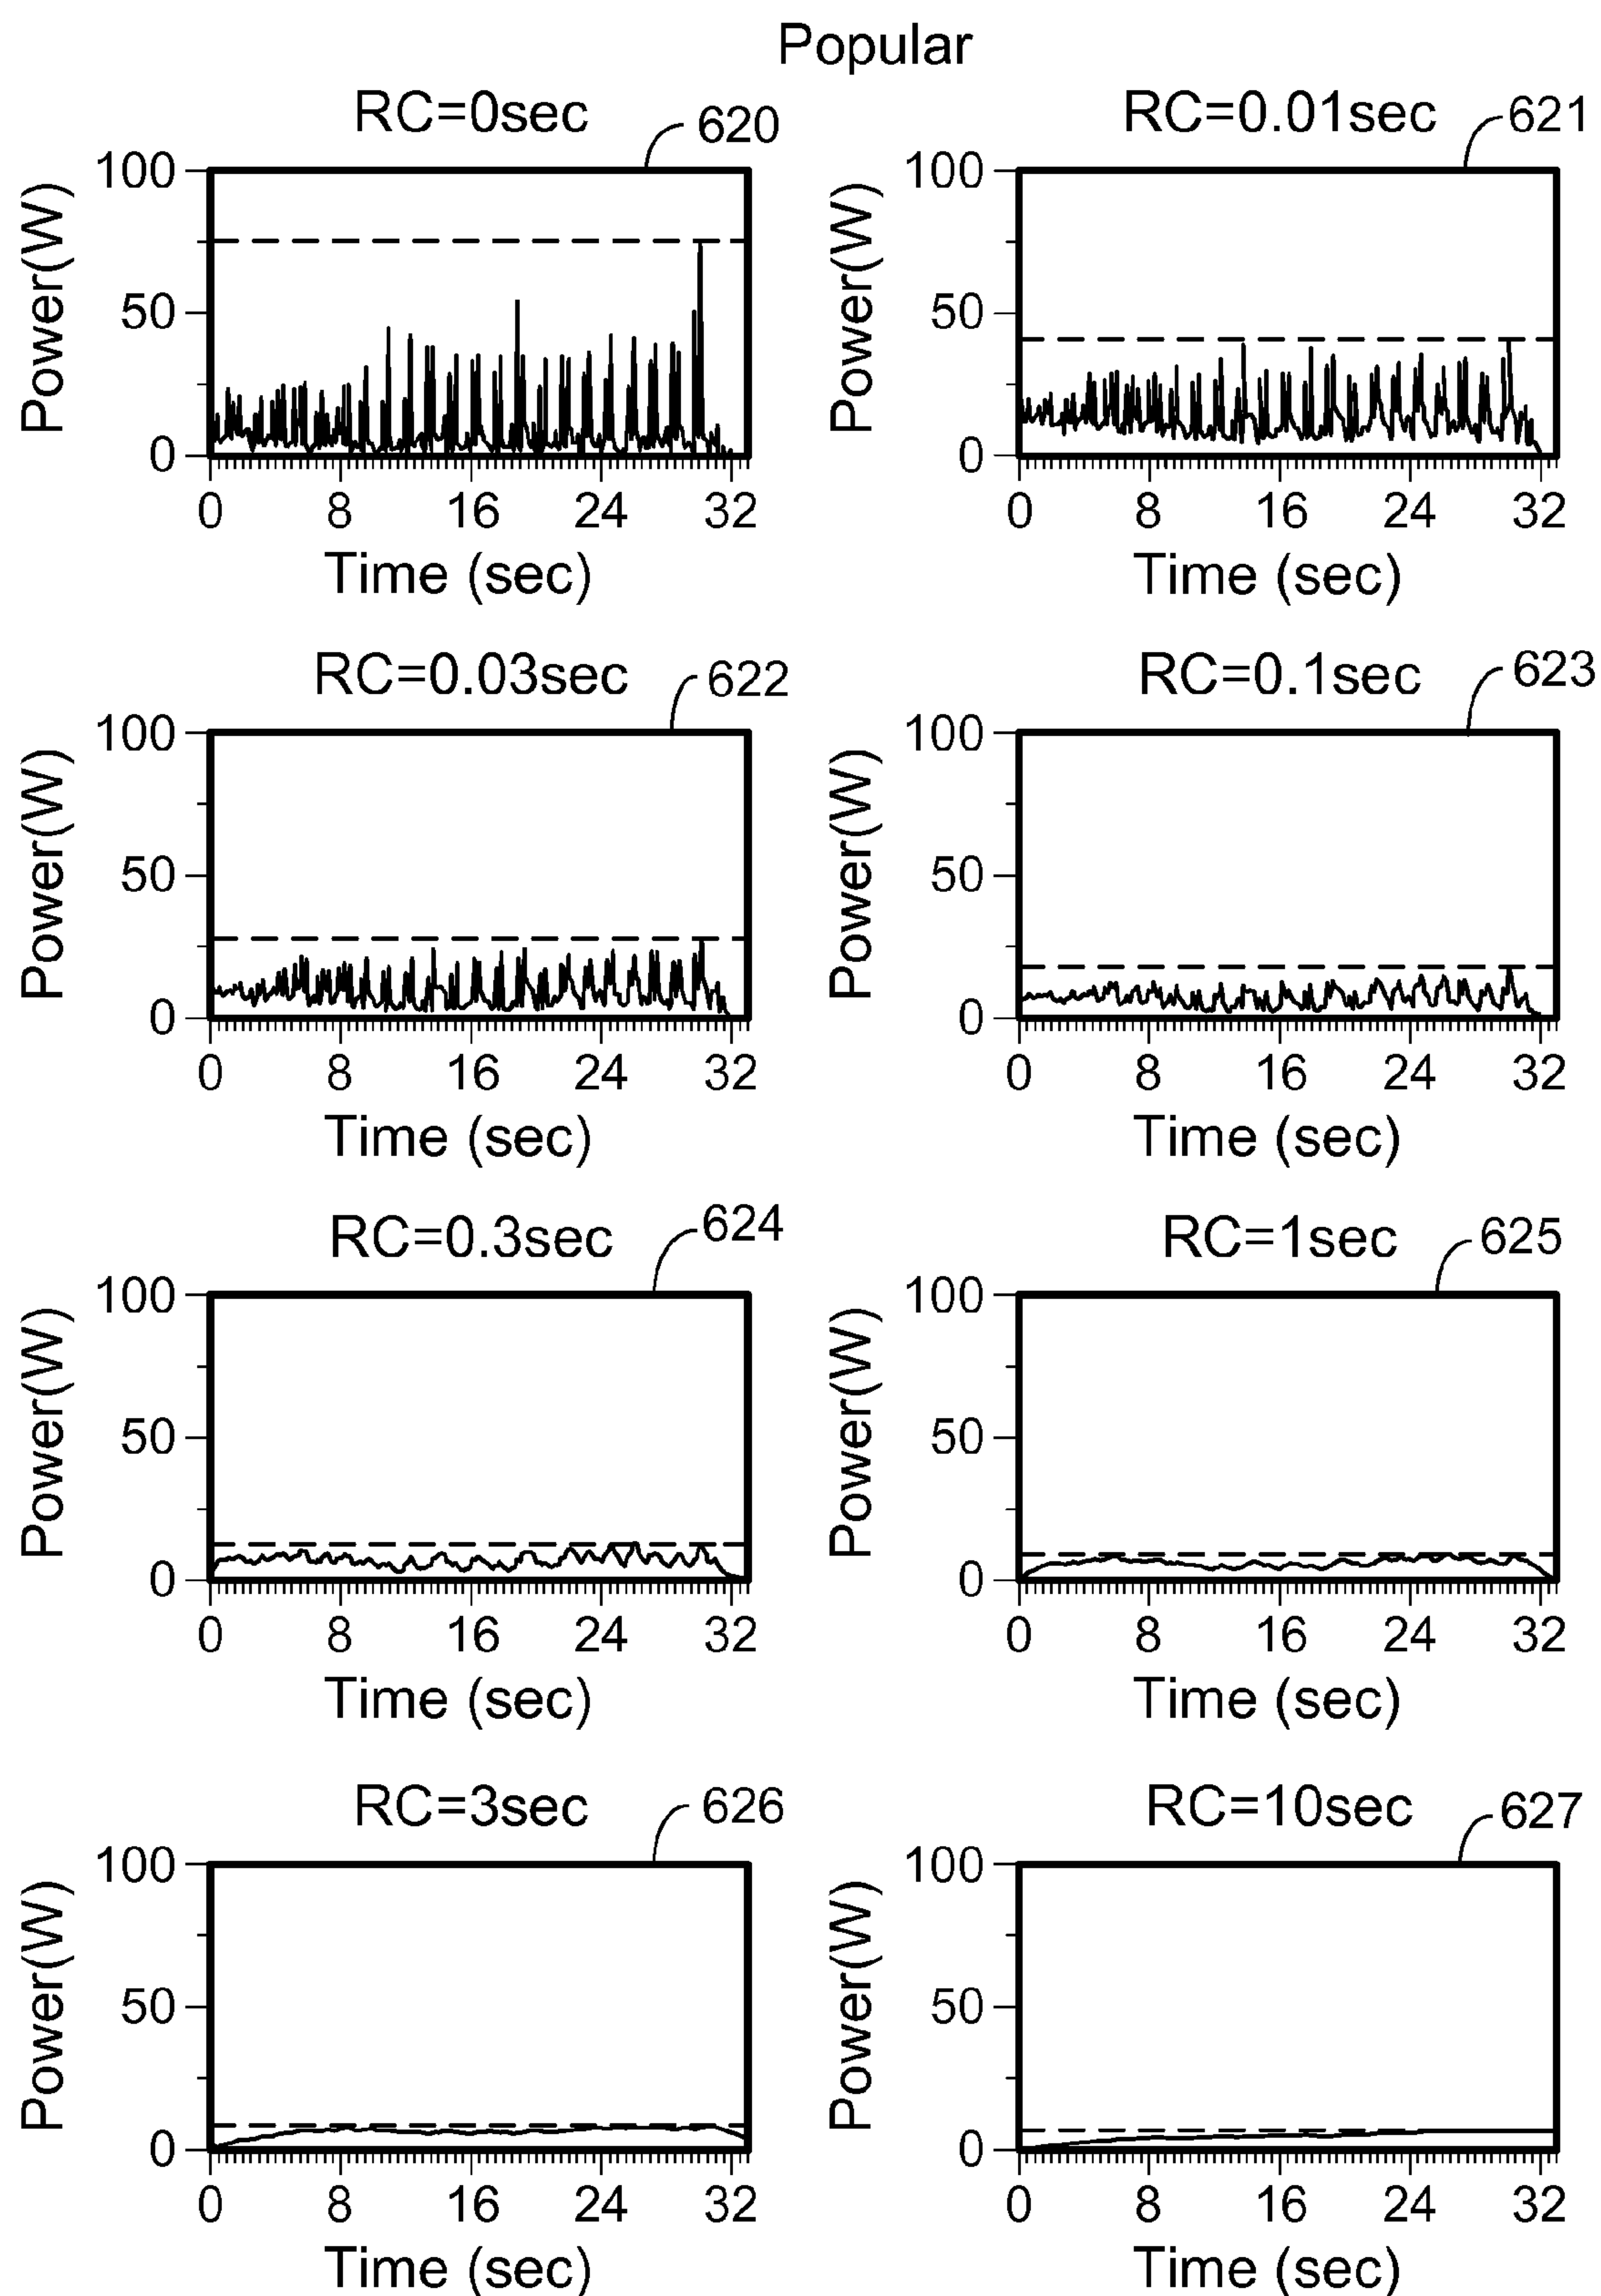 Popular
RC=0sec
620
100
50
0
Power(W)
0 8 16 24 32
Time (sec)
RC=0.01sec
621
100
50
0
Power(W)
0 8 16 24 32
Time (sec)
RC=0.03sec
622
100
50
0
Power(W)
0 8 16 24 32
Time (sec)
RC=0.1sec
623
100
50
0
Power(W)
0 8 16 24 32
Time (sec)
RC=0.3sec
624
100
50
0
Power(W)
0 8 16 24 32
Time (sec)
RC=1sec
625
100
50
0
Power(W)
0 8 16 24 32
Time (sec)
RC=3sec
626
100
50
0
Power(W)
0 8 16 24 32
Time (sec)
RC=10sec
627
100
50
0
Power(W)
0 8 16 24 32
Time (sec)